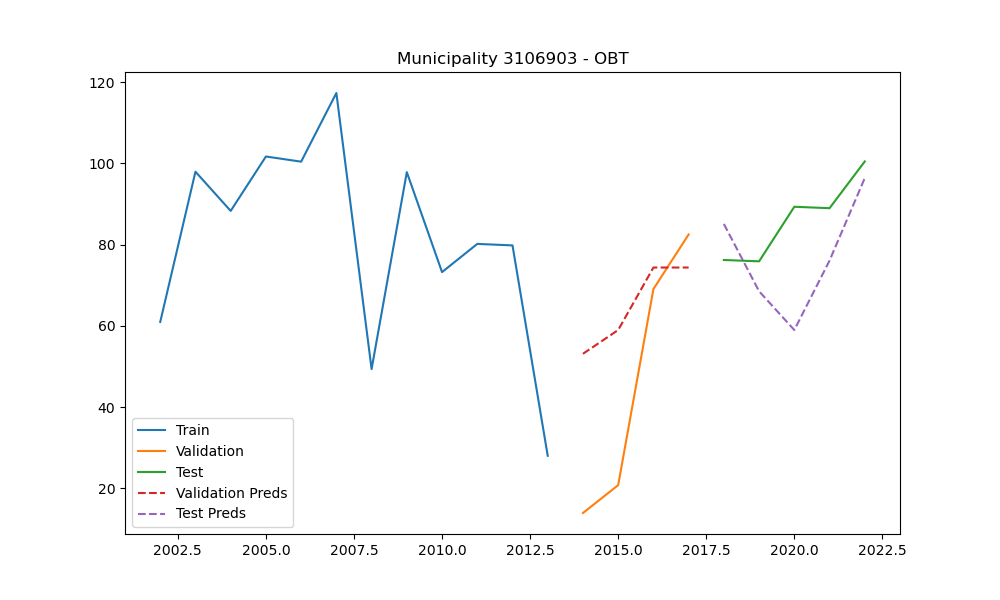 Municipality 3106903 - OBT
120
100
80
60
40
20
Train
Validation
Test
Validation Preds
Test Preds
2002.5 2005.0 2007.5 2010.0 2012.5 2015.0 2017.5 2020.0 2022.5